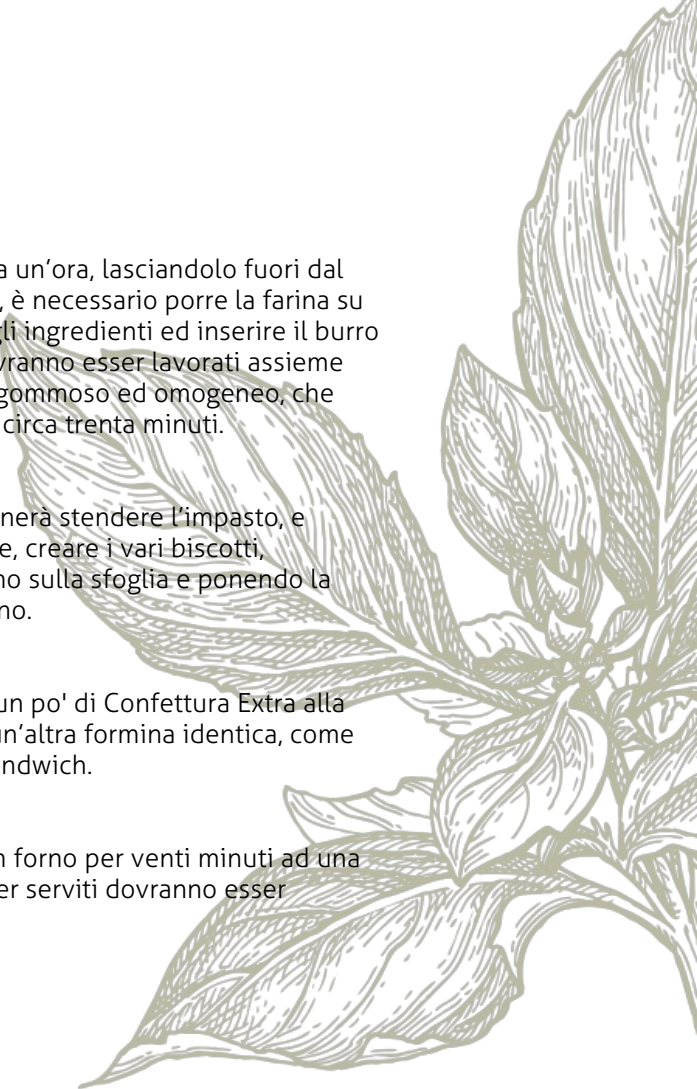 a un’ora, lasciandolo fuori dal
, è necessario porre la farina su
gli ingredienti ed inserire il burro
vranno esser lavorati assieme
gommoso ed omogeneo, che
circa trenta minuti.
nerà stendere l’impasto, e
e, creare i vari biscotti,
no sulla sfoglia e ponendo la
no.
un po' di Confettura Extra alla
un’altra formina identica, come
ndwich.
n forno per venti minuti ad una
er serviti dovranno esser